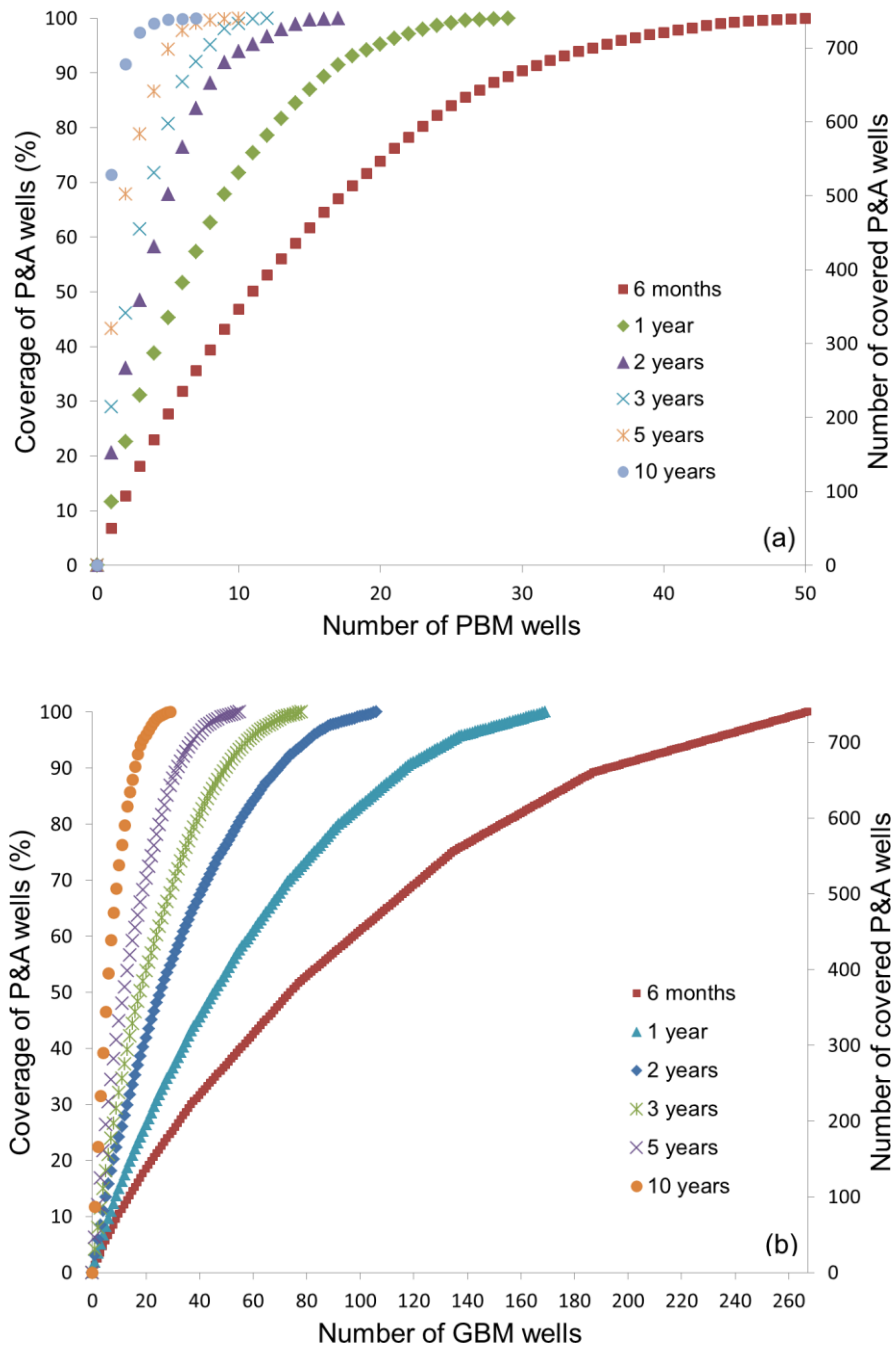 Coverage of P&A wells (%)
100
90
80
70
60
50
40
30
20
10
0
0 10 20 30 40 50
Number of PBM wells
700
600
500
400
300
200
100
0
Number of covered P&A wells
6 months
1 year
2 years
3 years
5 years
10 years
(a)
Coverage of P&A wells (%)
100
90
80
70
60
50
40
30
20
10
0
0 20 40 60 80 100 120 140 160 180 200 220 240 260
Number of GBM wells
700
600
500
400
300
200
100
0
Number of covered P&A wells
6 months
1 year
2 years
3 years
5 years
10 years
(b)